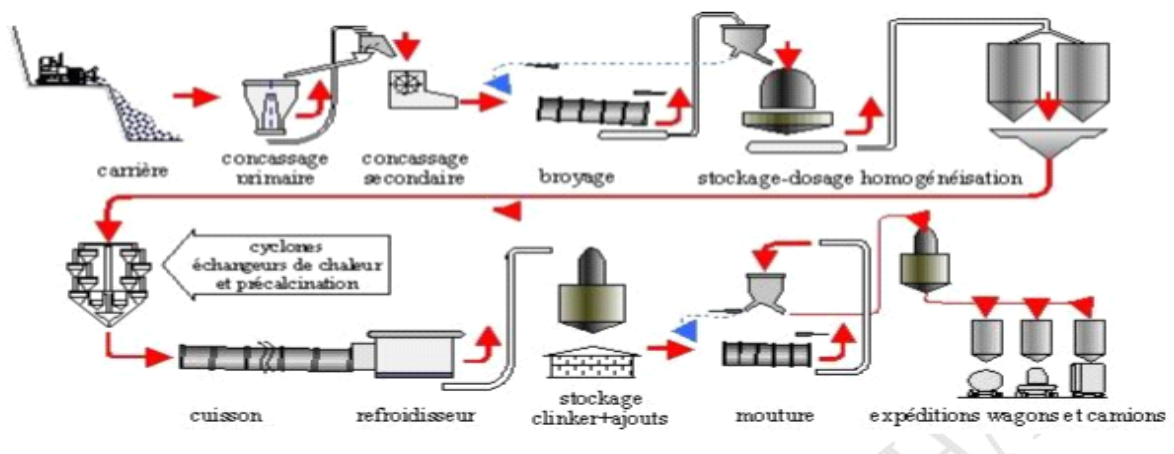 carrière
concassage
primaire
concassage
secondaire
broyage
stockage-dosage homogénéisation
cyclones
échangeurs de chaleur
et précalcination
cuisson
refroidisseur
stockage
clinker+ajouts
mouture
expéditions wagons et camions